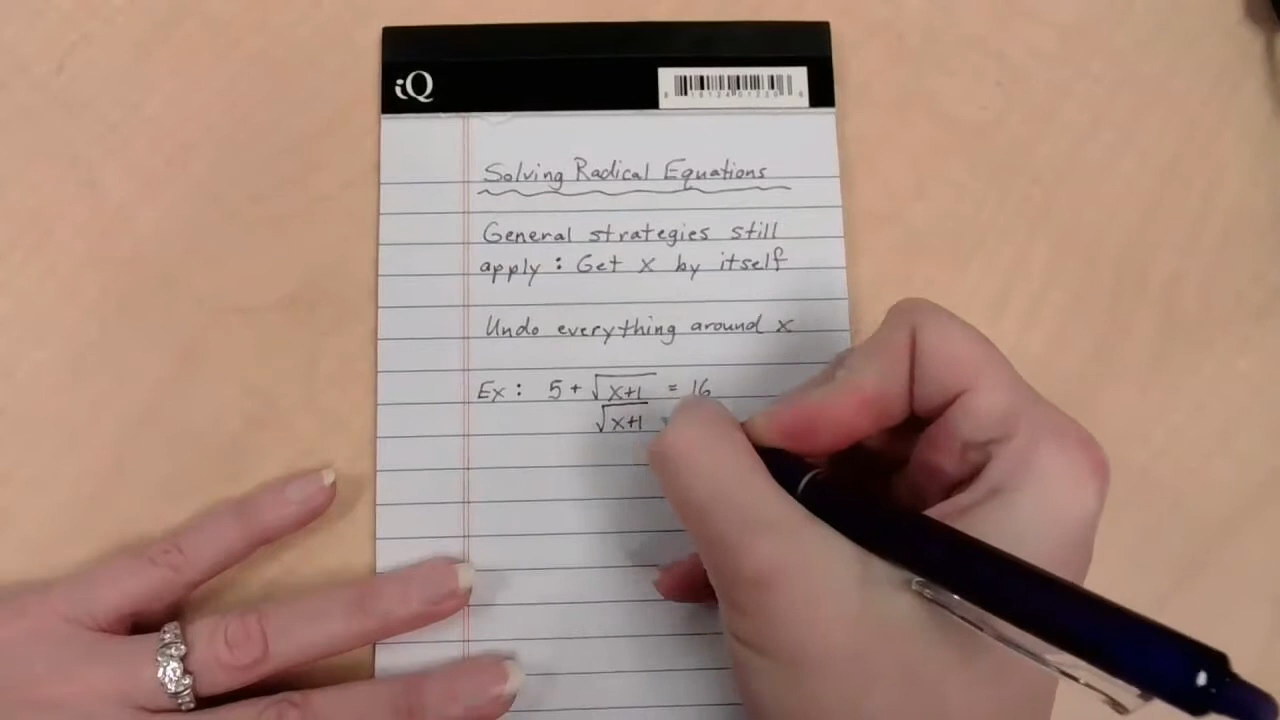 iQ
Solving Radical Equations
General strategies still
apply : Get x by itself
Undo everything around x
Ex : 5 + √x+1 = 16
√x+1